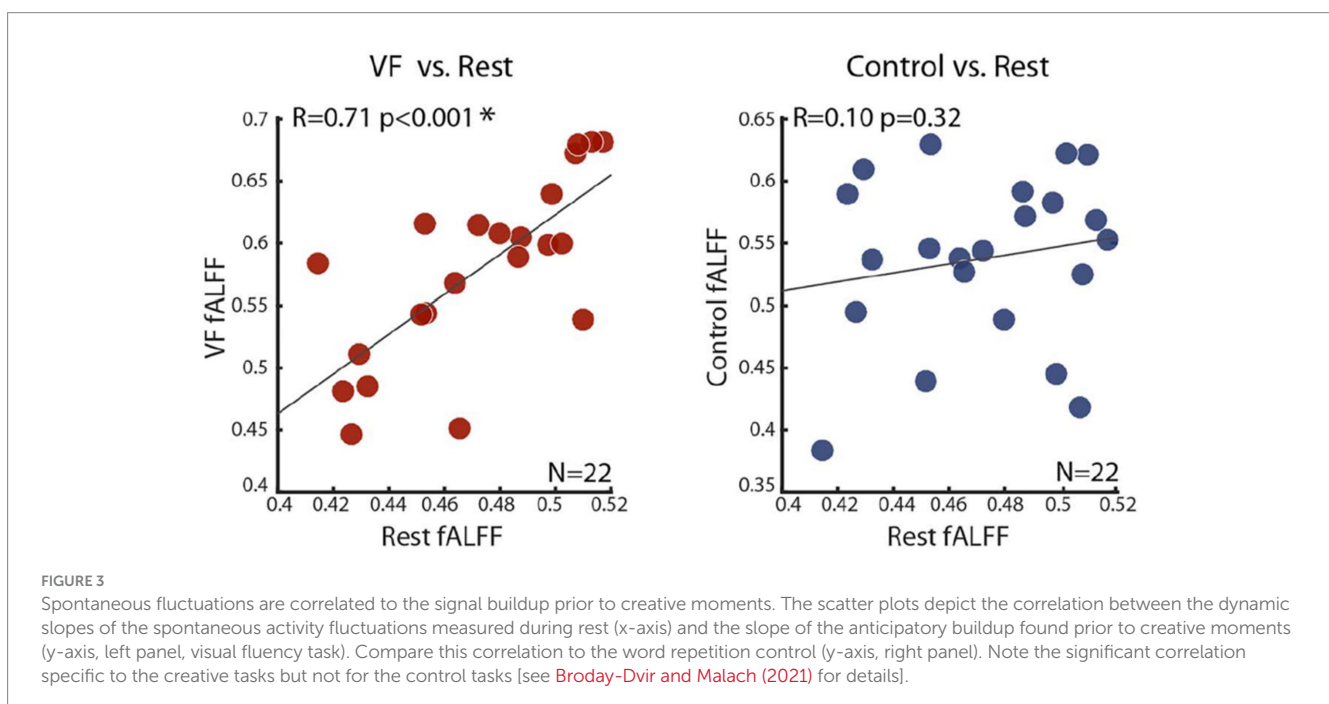 VF vs. Rest
R=0.71 p<0.001 *
0.7
0.65
0.6
0.55
0.5
0.45
0.4
VF fALFF
N=22
0.4 0.42 0.44 0.46 0.48 0.5 0.52
Rest fALFF
Control vs. Rest
R=0.10 p=0.32
0.65
0.6
0.55
0.5
0.45
0.4
0.35
Control fALFF
N=22
0.4 0.42 0.44 0.46 0.48 0.5 0.52
Rest fALFF
FIGURE 3
Spontaneous fluctuations are correlated to the signal buildup prior to creative moments. The scatter plots depict the correlation between the dynamic
slopes of the spontaneous activity fluctuations measured during rest (x-axis) and the slope of the anticipatory buildup found prior to creative moments
(y-axis, left panel, visual fluency task). Compare this correlation to the word repetition control (y-axis, right panel). Note the significant correlation
specific to the creative tasks but not for the control tasks [see Broday-Dvir and Malach (2021) for details].